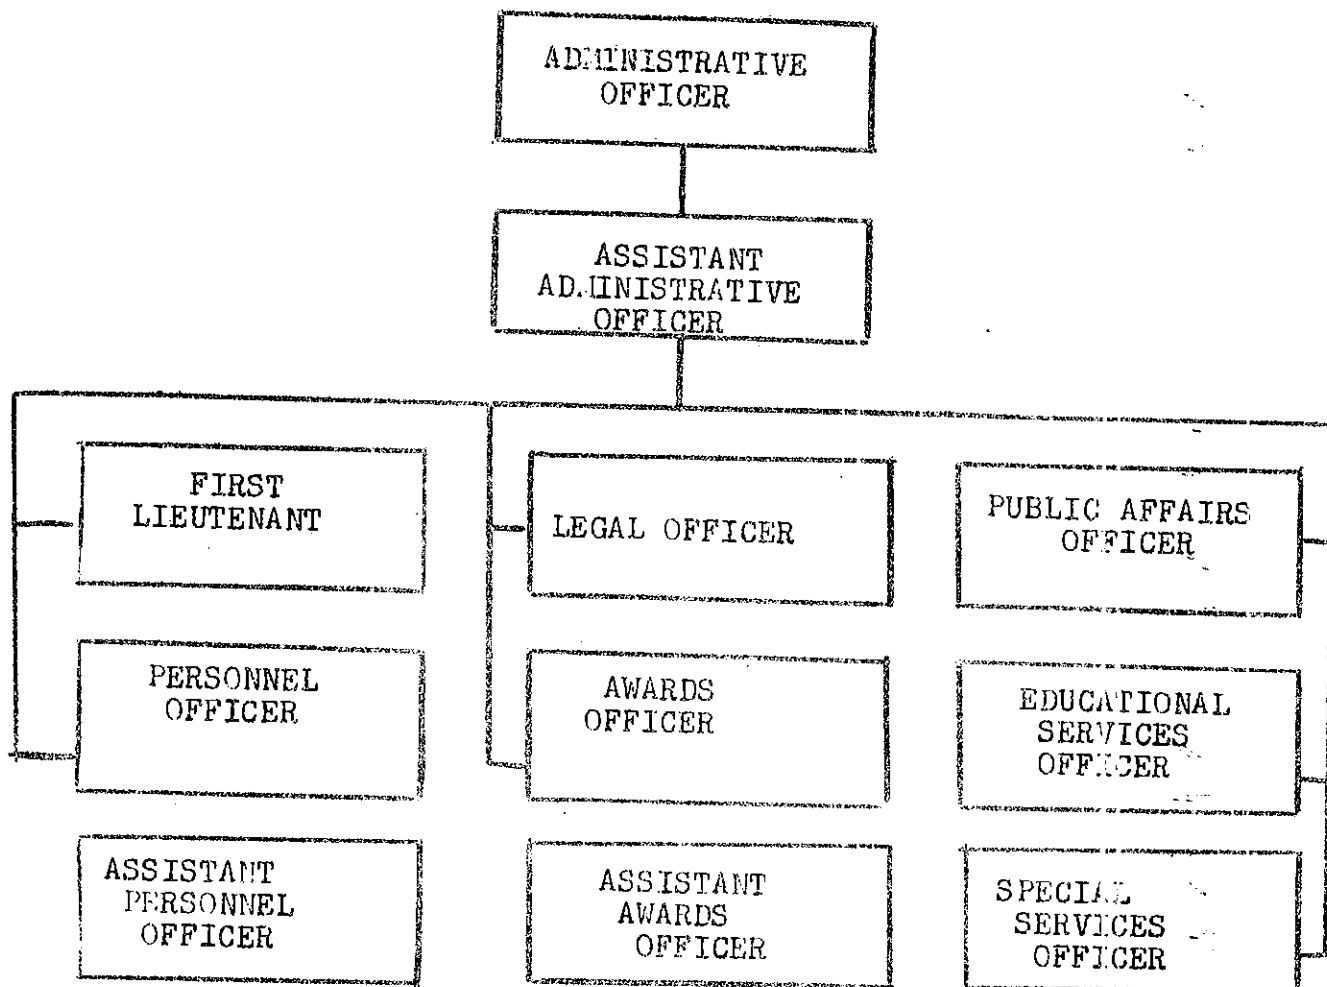 ADMINISTRATIVE
OFFICER
ASSISTANT
ADMINISTRATIVE
OFFICER
FIRST
LIEUTENANT
LEGAL OFFICER
PUBLIC AFFAIRS
OFFICER
PERSONNEL
OFFICER
AWARDS
OFFICER
EDUCATIONAL
SERVICES
OFFICER
ASSISTANT
PERSONNEL
OFFICER
ASSISTANT
AWARDS
OFFICER
SPECIAL
SERVICES
OFFICER